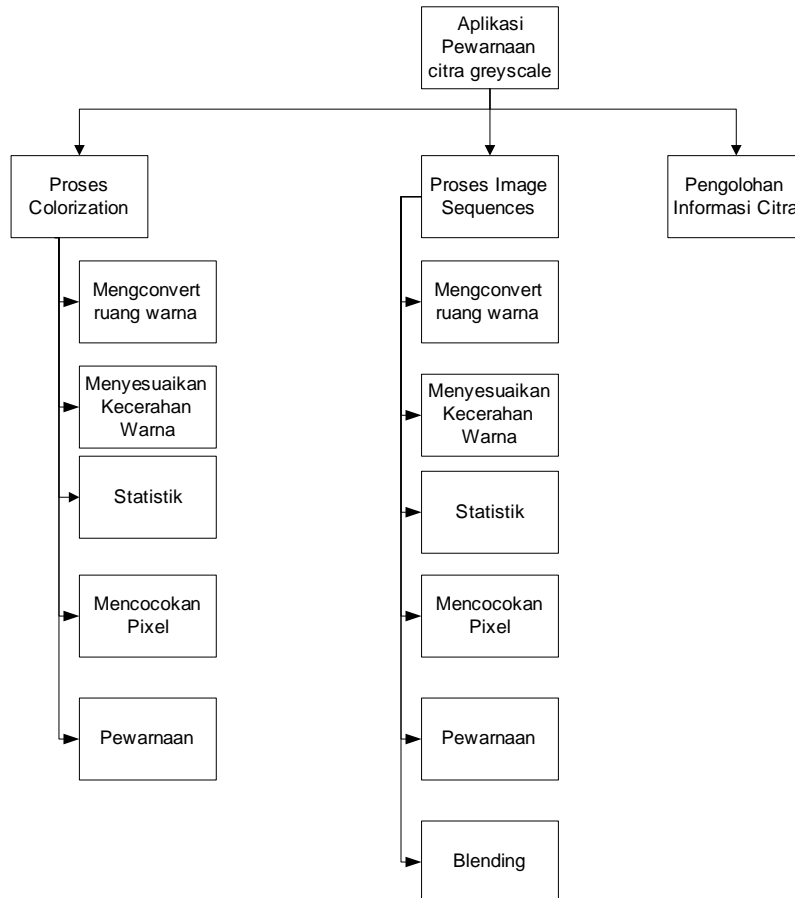 Aplikasi
Pewarnaan
citra greyscale
Proses
Colorization
Proses Image
Sequences
Pengolohan
Informasi Citra
Mengconvert
ruang warna
Menyesuaikan
Kecerahan
Warna
Statistik
Mencocokan
Pixel
Pewarnaan
Mengconvert
ruang warna
Menyesuaikan
Kecerahan
Warna
Statistik
Mencocokan
Pixel
Pewarnaan
Blending